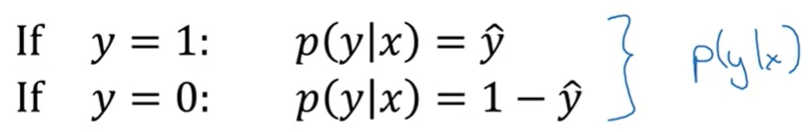 If y = 1: p(y|x) = ŷ
If y = 0: p(y|x) = 1 − ŷ } p(y|x)